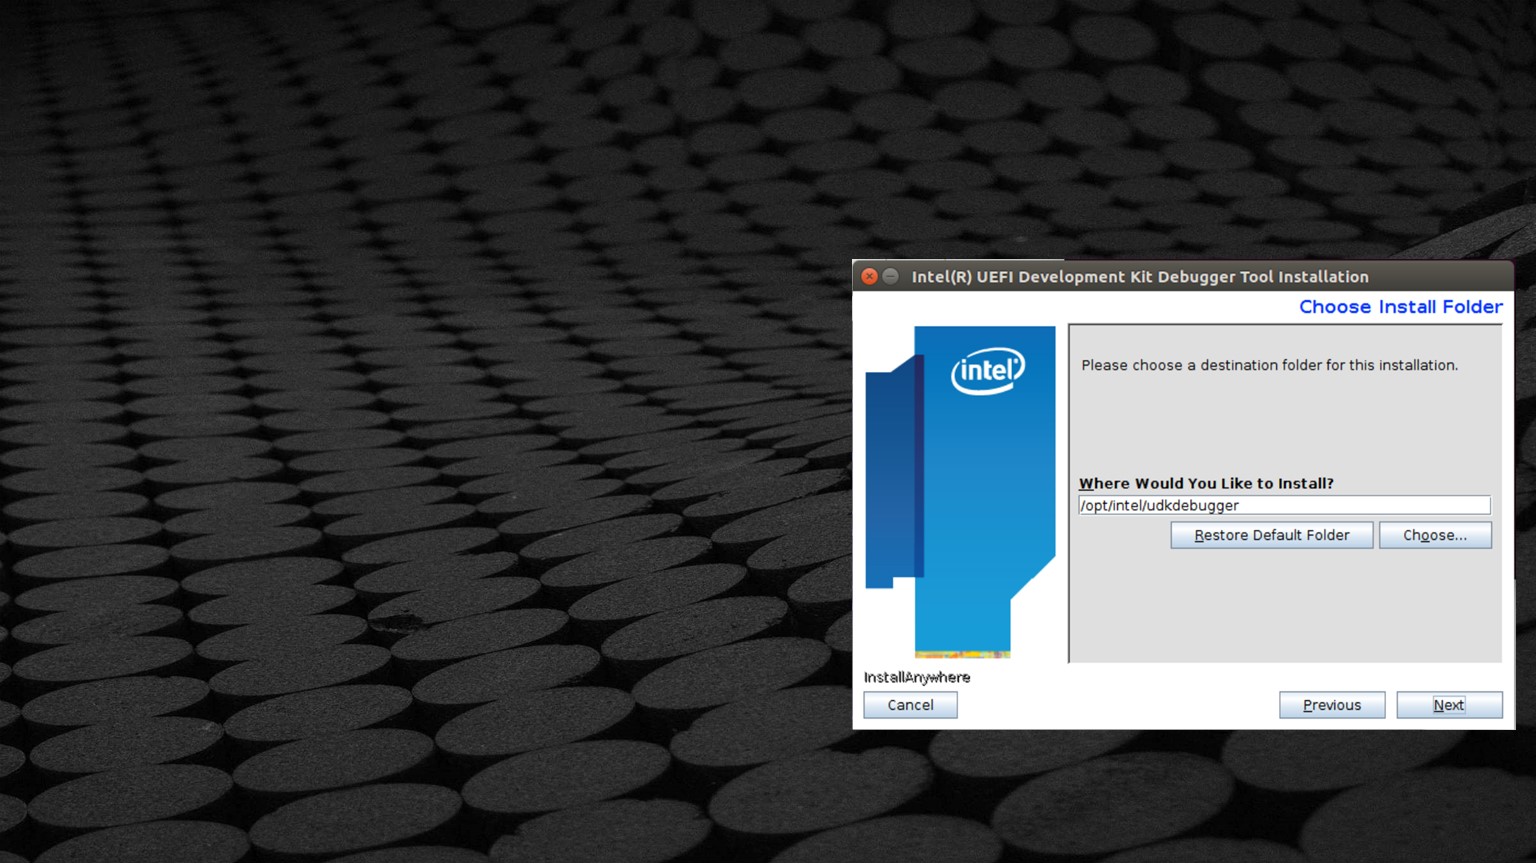 Intel(R) UEFI Development Kit Debugger Tool Installation
Choose Install Folder
intel
Please choose a destination folder for this installation.
Where Would You Like to Install?
/opt/intel/udkdebugger
Restore Default Folder
Choose...
InstallAnywhere
Cancel
Previous
Next